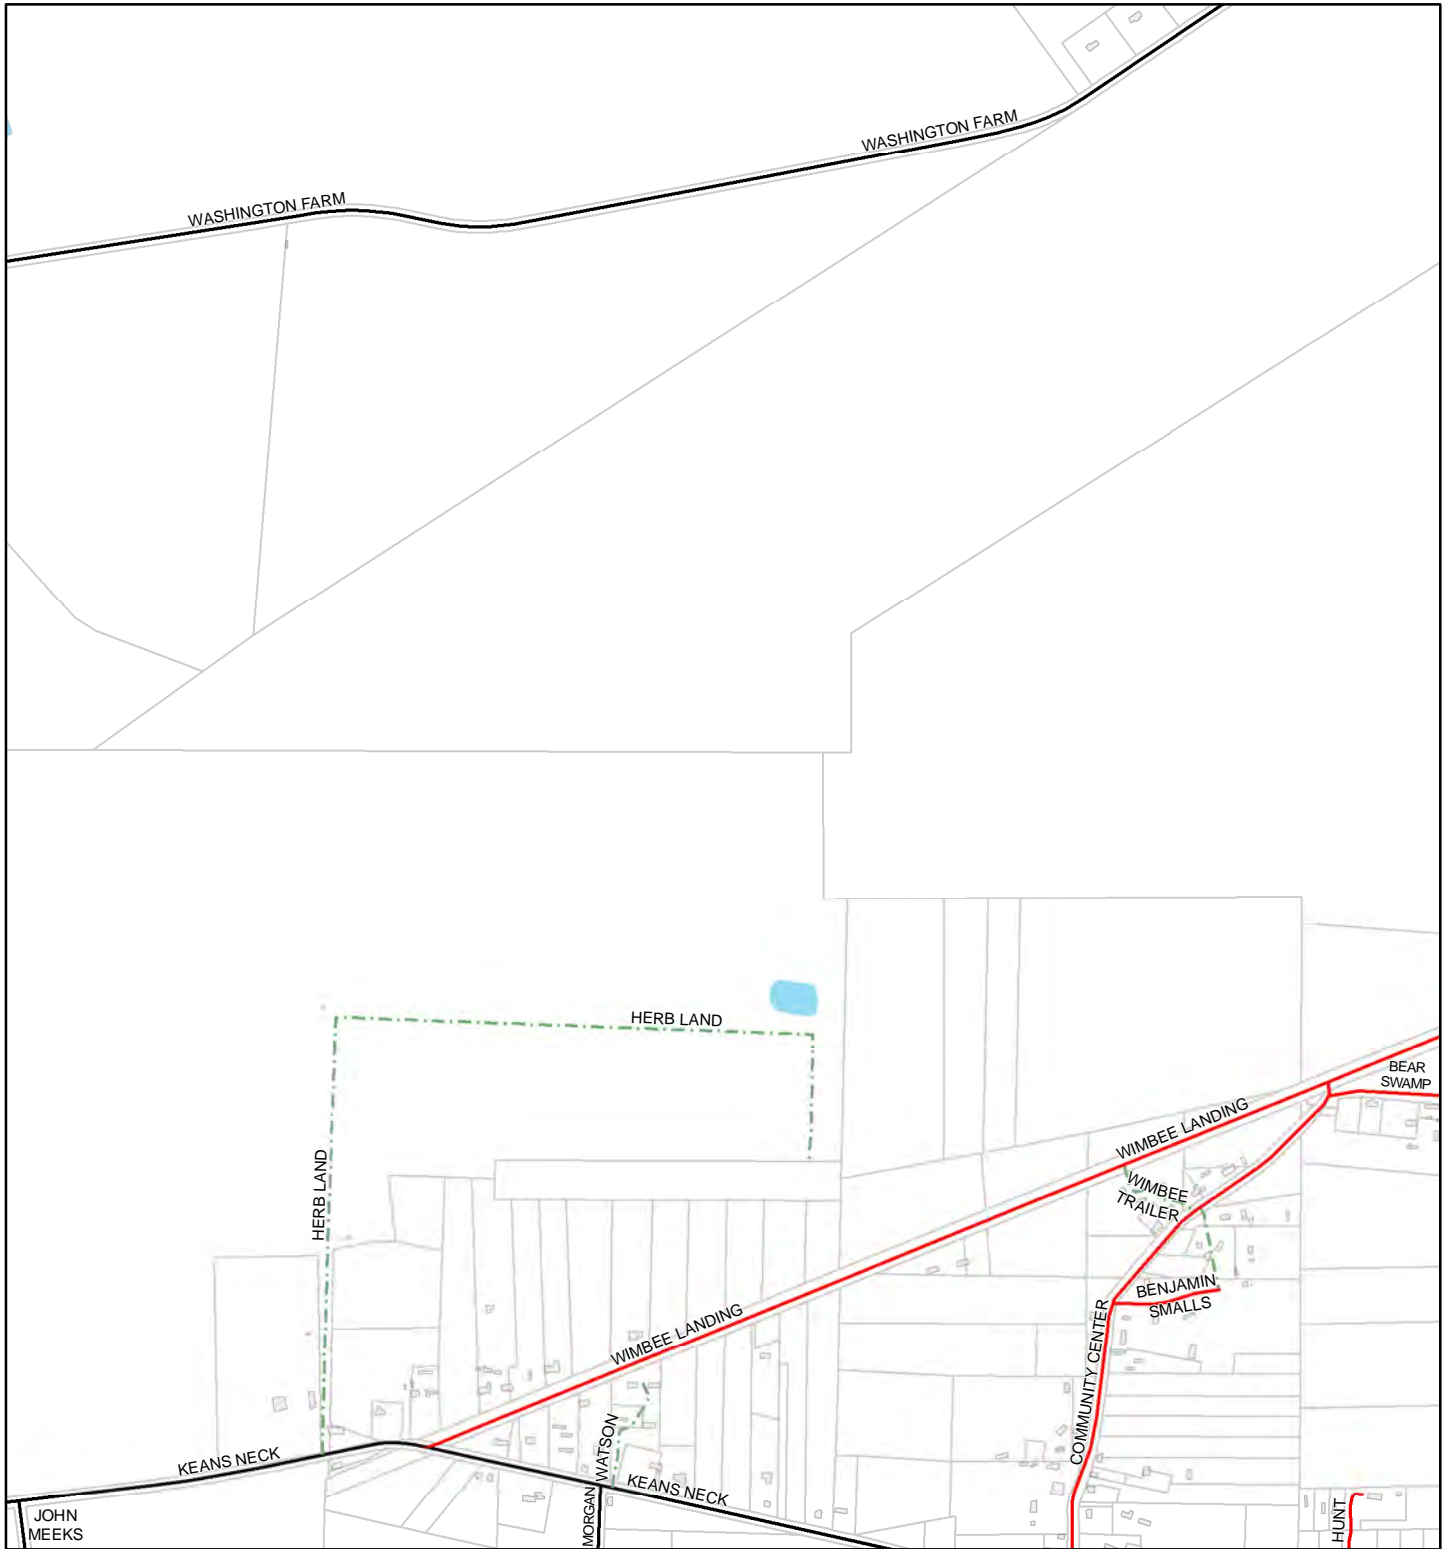 WASHINGTON FARM
WASHINGTON FARM
HERB LAND
BEAR
SWAMP
WIMBEE LANDING
HERB LAND
WIMBEE
TRAILER
BENJAMIN
SMALLS
WIMBEE LANDING
COMMUNITY CENTER
WATSON
KEANS NECK
KEANS NECK
MORGAN
HUNT
JOHN
MEEKS